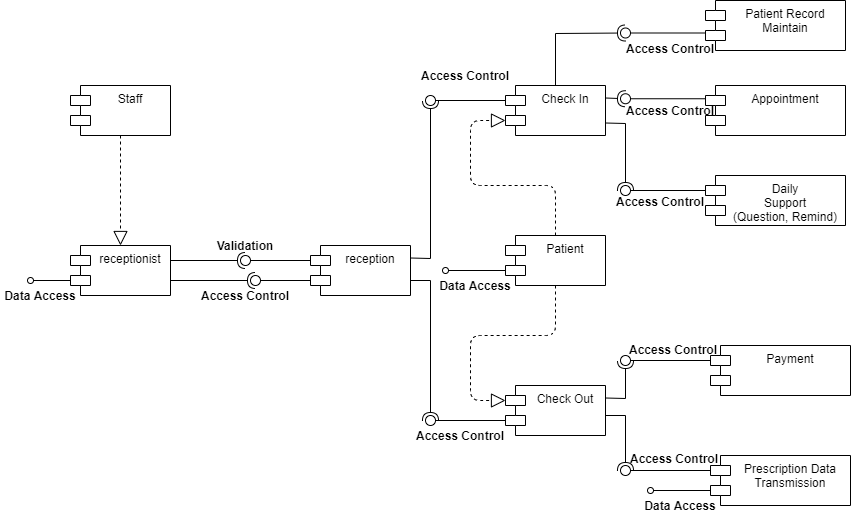 Patient Record
Maintain
Access Control
Access Control
Staff
Check In
Appointment
Access Control
Daily
Support
(Question, Remind)
Access Control
receptionist
Validation
reception
Patient
Data Access
Access Control
Data Access
Access Control
Payment
Check Out
Access Control
Access Control
Prescription Data
Transmission
Data Access